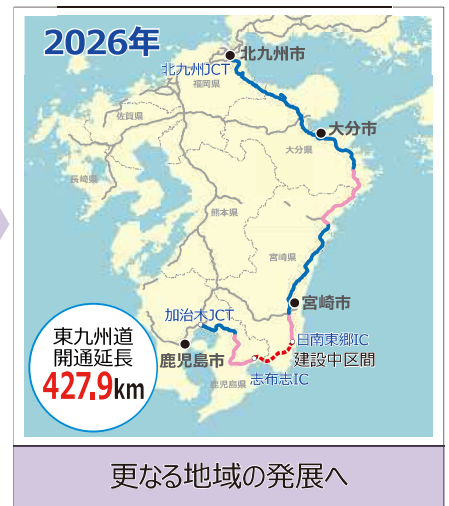 2026年
北九州市
北九州JCT
福岡県
佐賀県
大分市
大分県
長崎県
熊本県
宮崎県
宮崎市
加治木JCT
日南東郷IC
建設中区間
鹿児島市
志布志IC
鹿児島県
東九州道
開通延長
427.9km
更なる地域の発展へ